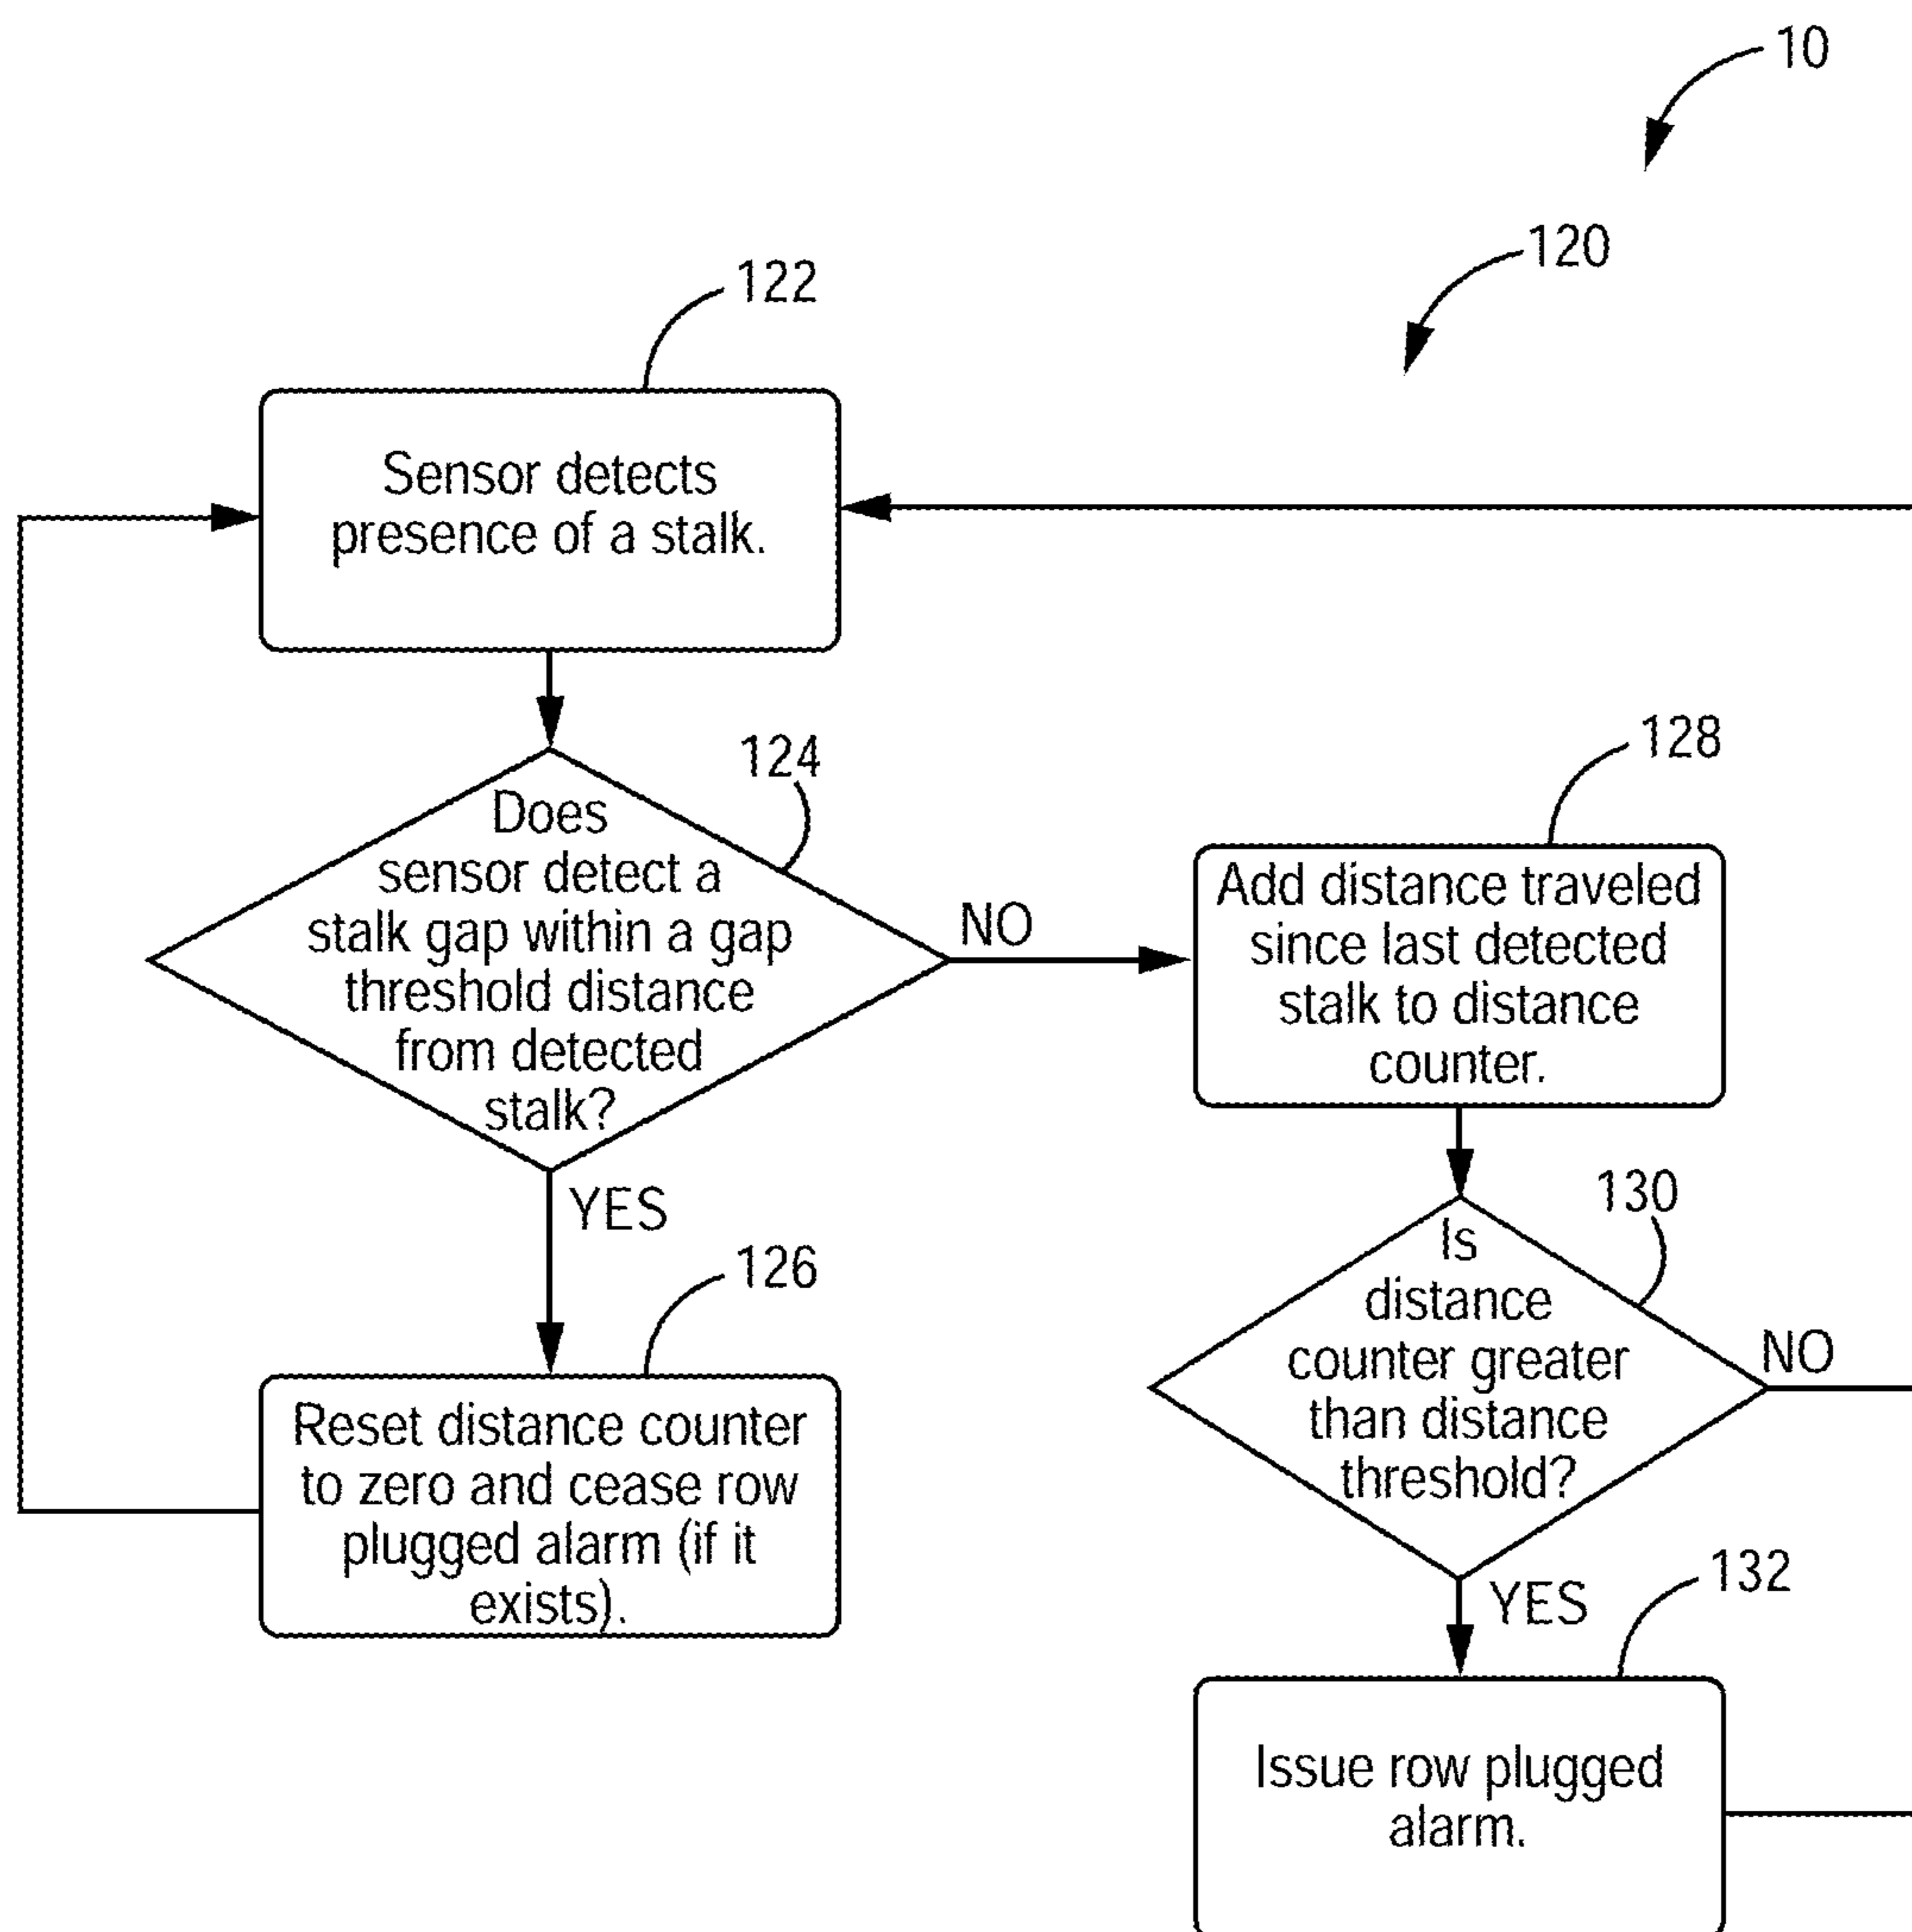 10
120
122
Sensor detects
presence of a stalk.
124
Does
sensor detect a
stalk gap within a gap
threshold distance
from detected
stalk?
NO
YES
126
Reset distance counter
to zero and cease row
plugged alarm (if it
exists).
128
Add distance traveled
since last detected
stalk to distance
counter.
130
Is
distance
counter greater
than distance
threshold?
NO
YES
132
Issue row plugged
alarm.